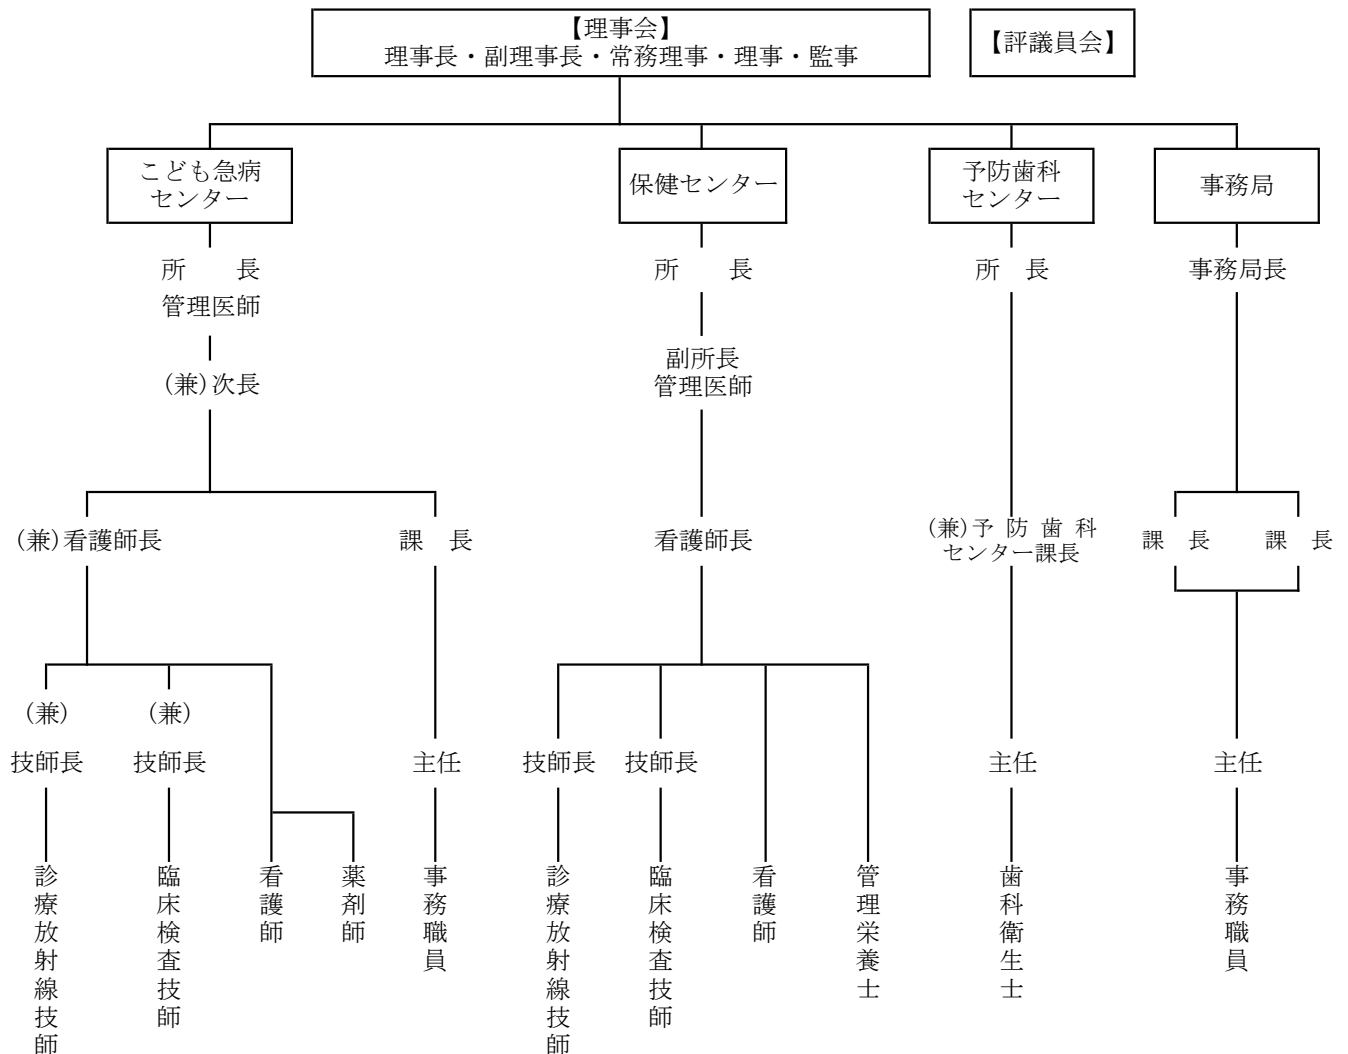 【理事会】
理事長・副理事長・常務理事・理事・監事
【評議員会】
こども急病
センター
保健センター
予防歯科
センター
事務局
所　　長
管理医師
所　　長
所　長
事務局長
(兼)次長
副所長
管理医師
(兼)看護師長
課　長
看護師長
(兼)予 防 歯 科
センター課長
課　長
課　長
(兼)
技師長
(兼)
技師長
主任
技師長
技師長
主任
主任
診療放射線技師
臨床検査技師
看護師
薬剤師
事務職員
診療放射線技師
臨床検査技師
看護師
管理栄養士
歯科衛生士
事務職員